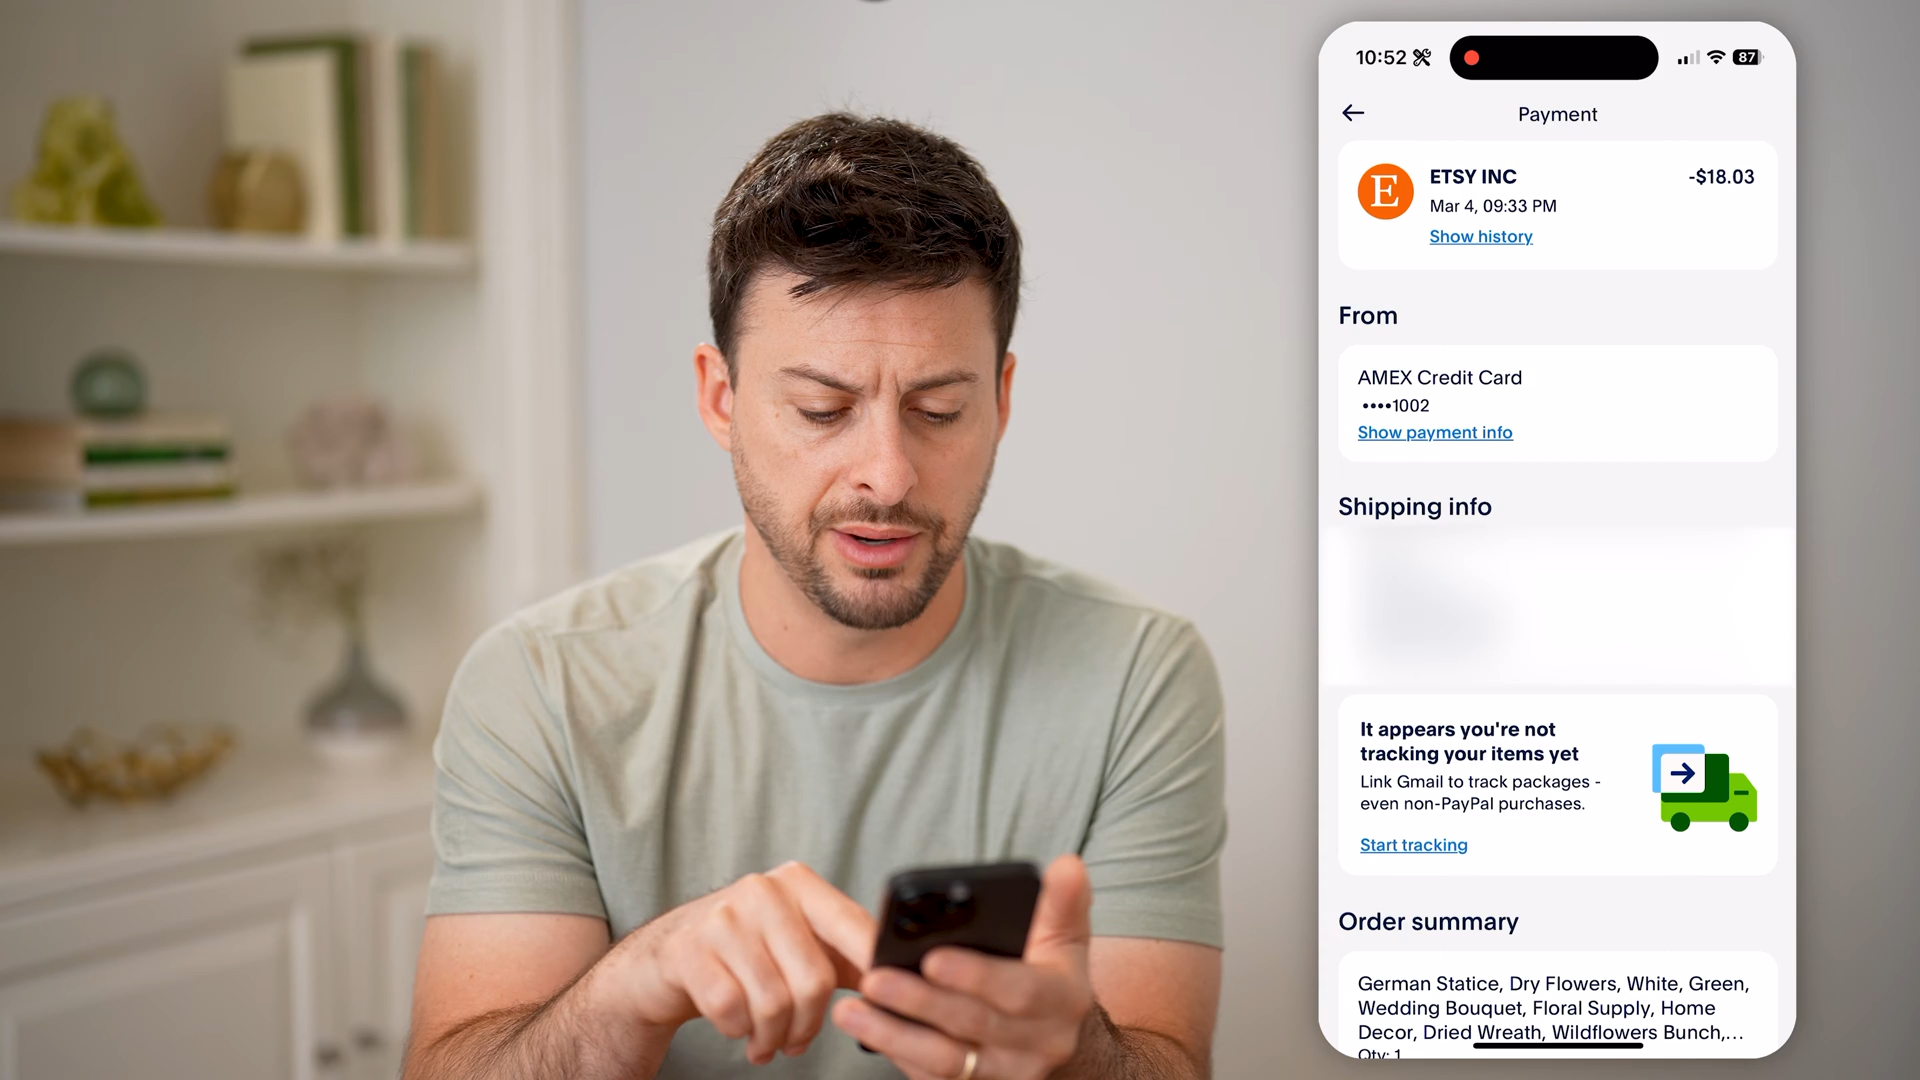 10:52
87
Payment
E
ETSY INC
-$18.03
Mar 4, 09:33 PM
Show history
From
AMEX Credit Card
••••1002
Show payment info
Shipping info
It appears you're not
tracking your items yet
Link Gmail to track packages -
even non-PayPal purchases.
Start tracking
Order summary
German Statice, Dry Flowers, White, Green,
Wedding Bouquet, Floral Supply, Home
Decor, Dried Wreath, Wildflowers Bunch,...
Qty: 1